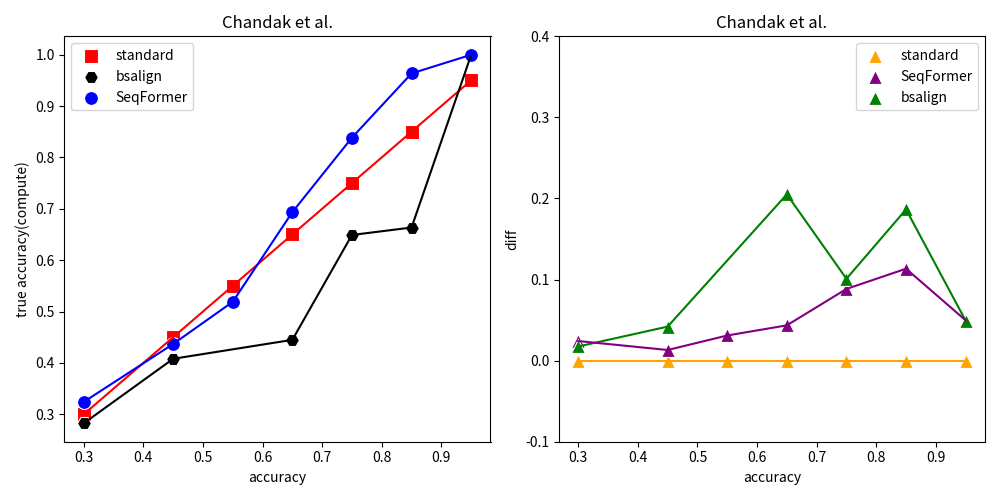 Chandak et al.
standard
bsalign
SeqFormer
1.0
0.9
0.8
0.7
0.6
0.5
0.4
0.3
true accuracy(compute)
0.3 0.4 0.5 0.6 0.7 0.8 0.9
accuracy
Chandak et al.
standard
SeqFormer
bsalign
0.4
0.3
0.2
0.1
0.0
-0.1
diff
0.3 0.4 0.5 0.6 0.7 0.8 0.9
accuracy